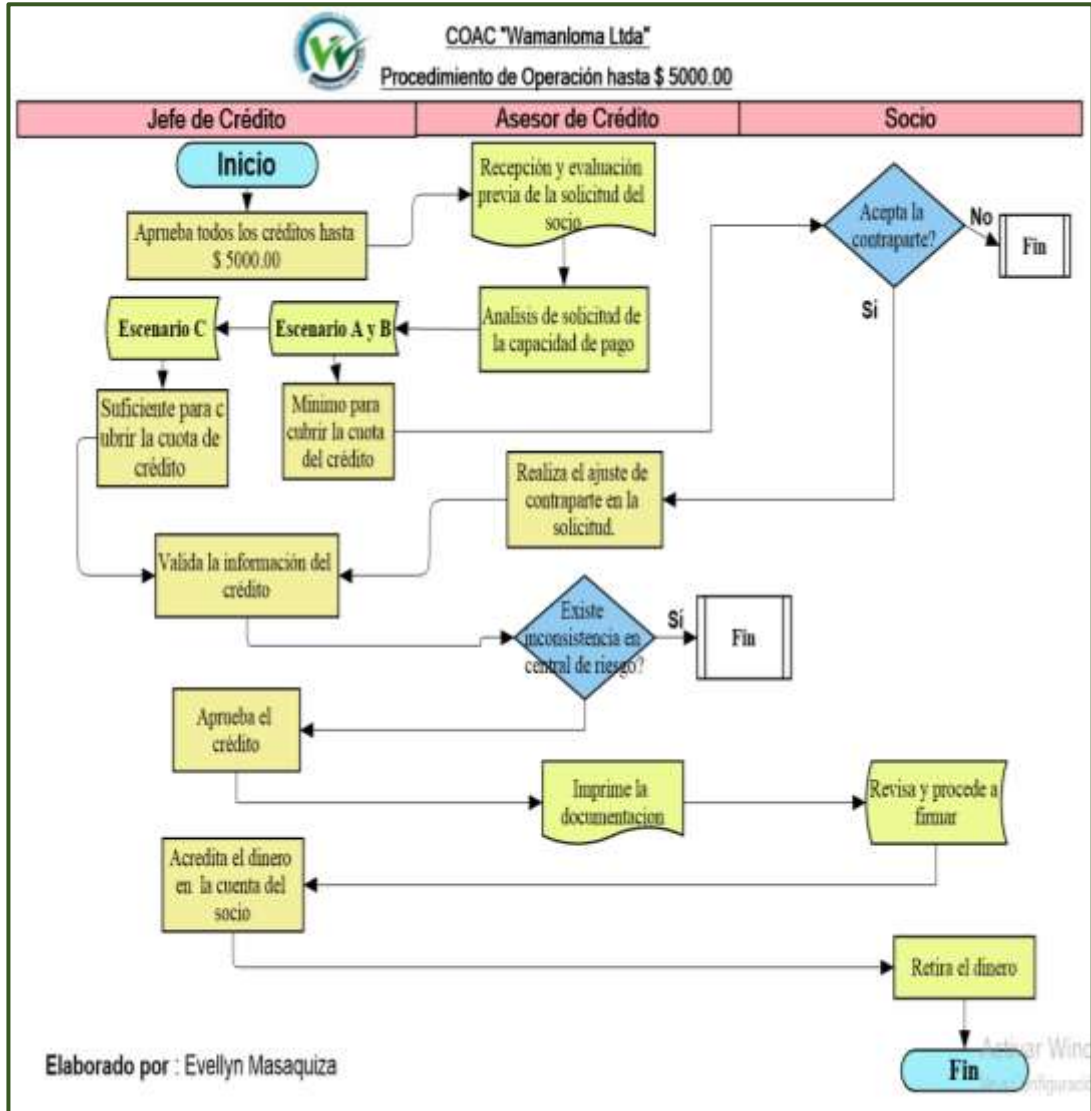 COAC "Wamanloma Ltda"
Procedimiento de Operación hasta $ 5000.00
Jefe de Crédito
Asesor de Crédito
Socio
Inicio
Recepción y evaluación
previa de la solicitud del
socio
Acepta la
contraparte?
No
Fin
Aprueba todos los créditos hasta
$ 5000.00
Si
Escenario C
Escenario A y B
Analisis de solicitud de
la capacidad de pago
Suficiente para c
ubrir la cuota de
crédito
Minimo para
cubrir la cuota
del crédito
Realiza el ajuste de
contraparte en la
solicitud.
Valida la información del
crédito
Existe
inconsistencia en
central de riesgo?
Sí
Fin
Aprueba el
crédito
Imprime la
documentacion
Revisa y procede a
firmar
Acredita el dinero
en la cuenta del
socio
Retira el dinero
Fin
Elaborado por : Evellyn Masaquiza